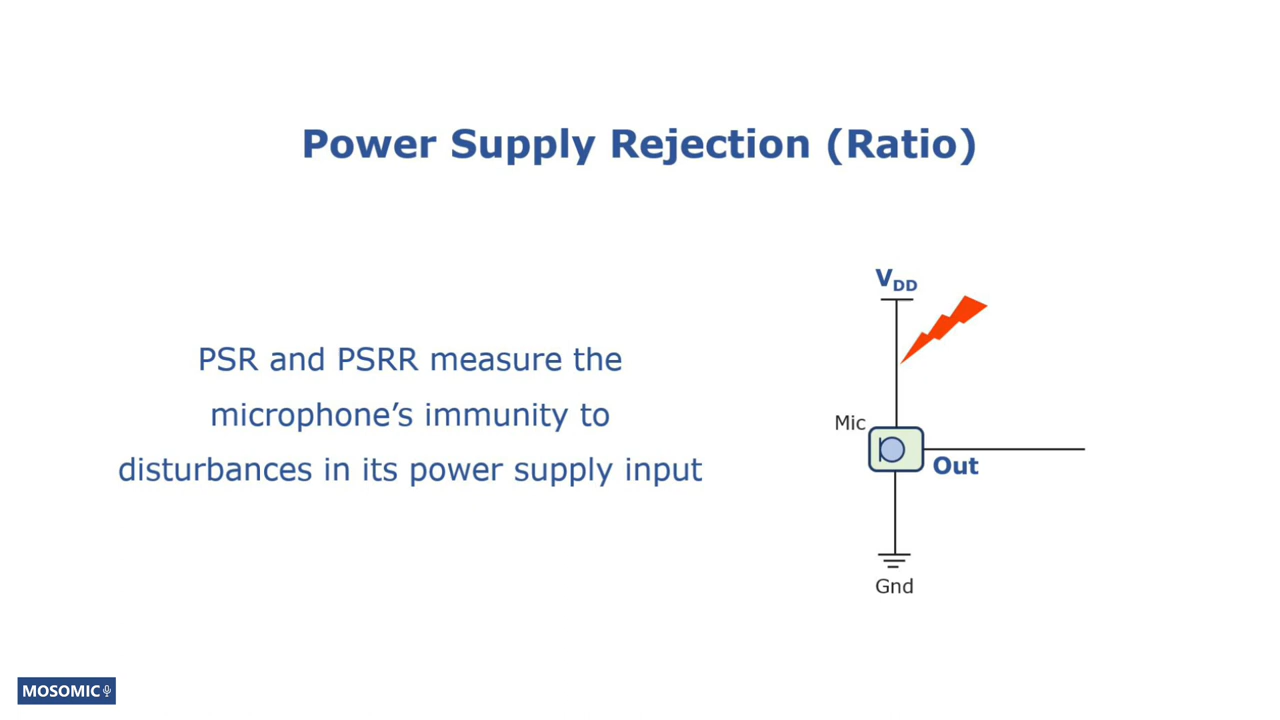 Power Supply Rejection (Ratio)
PSR and PSRR measure the
microphone’s immunity to
disturbances in its power supply input
VDD
Mic
Out
Gnd
MOSOMIC